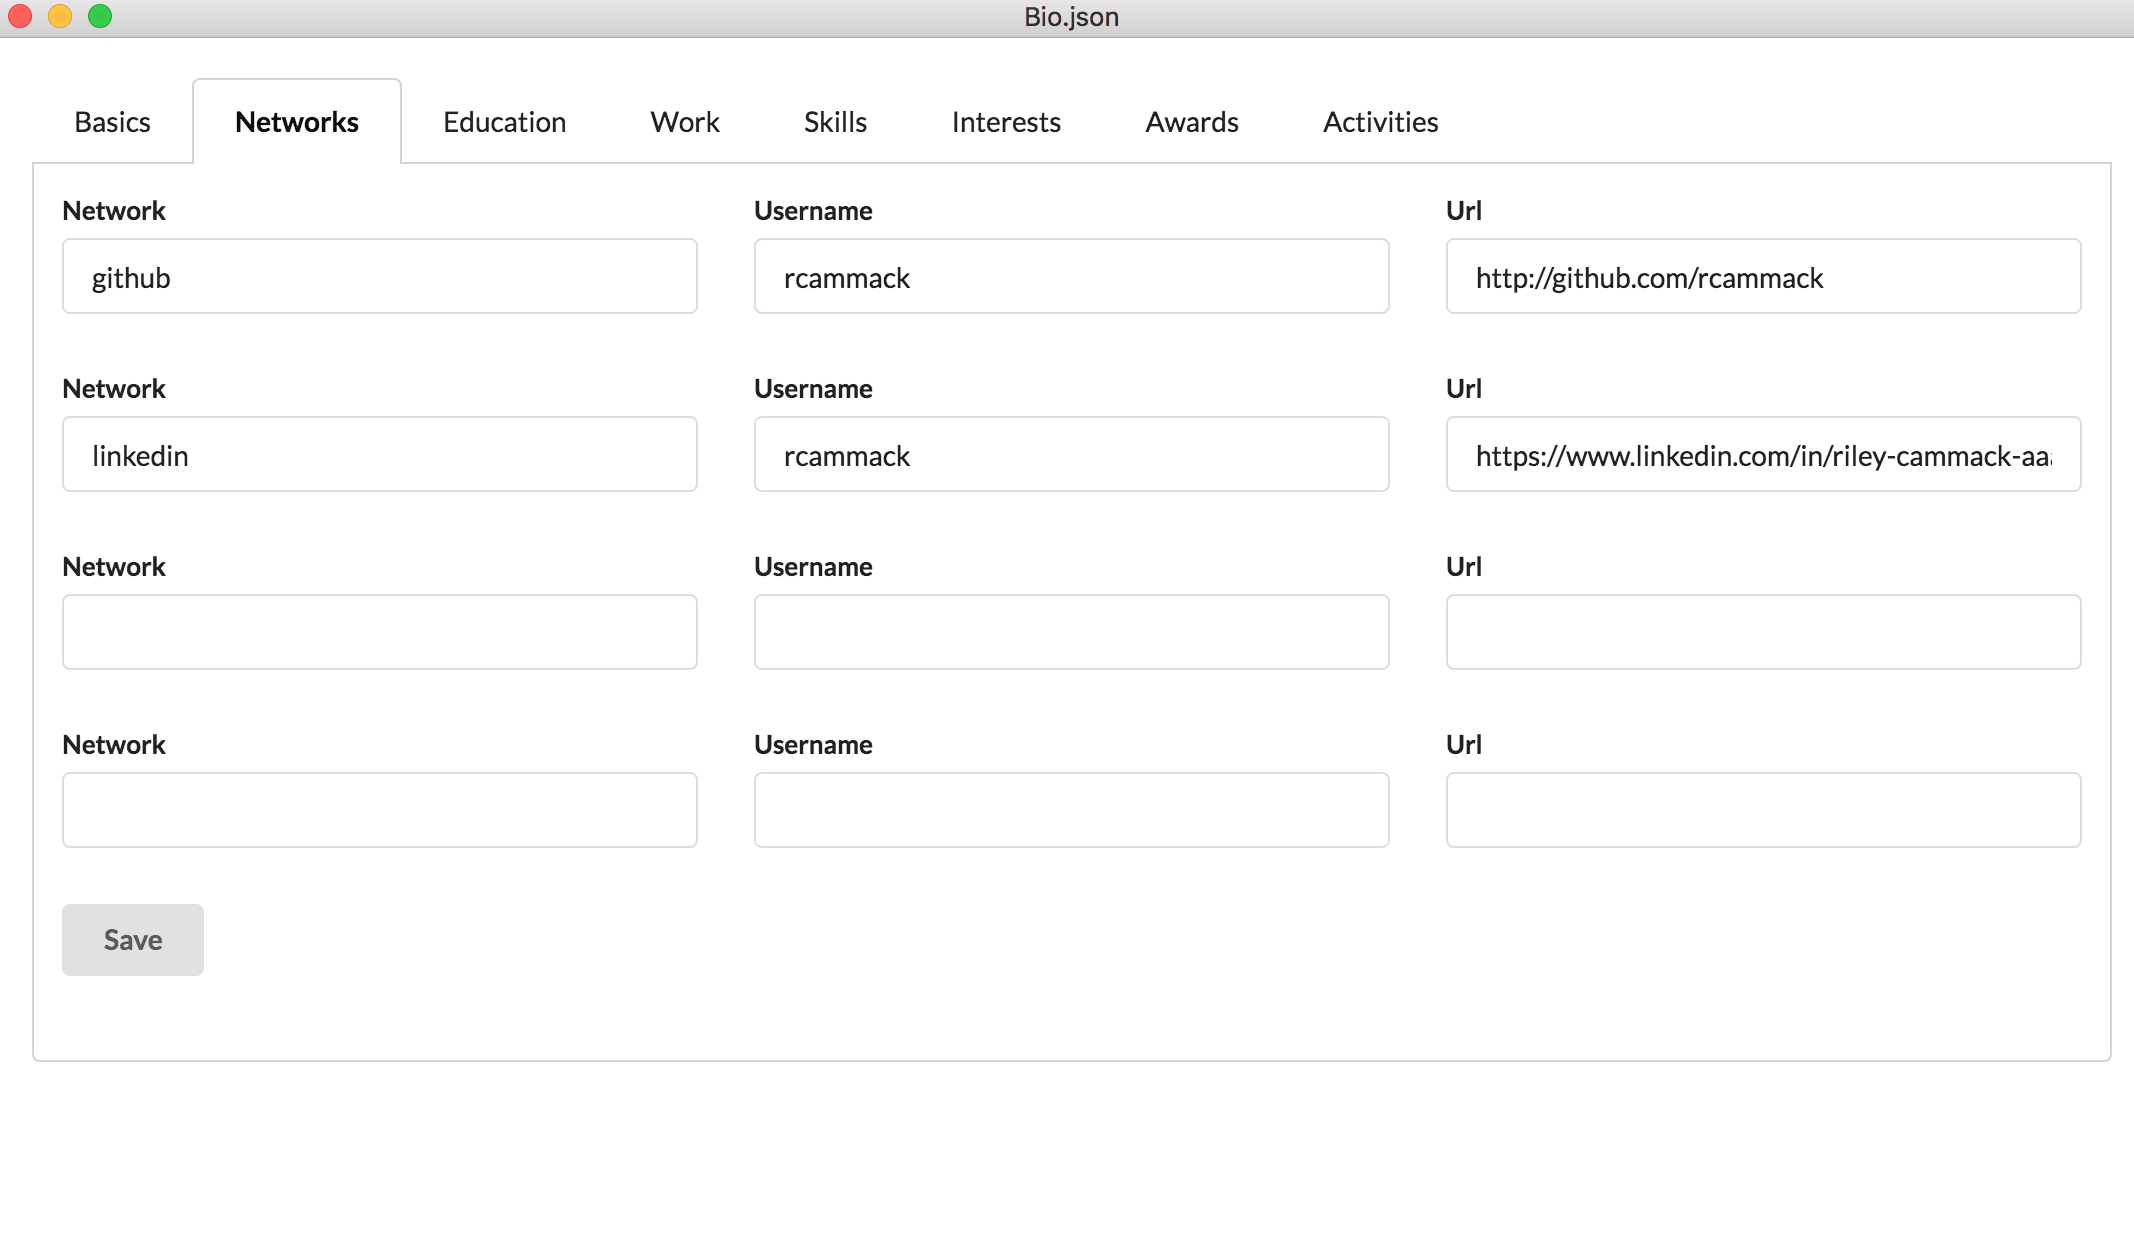 Bio.json
Basics Networks Education Work Skills Interests Awards Activities
Network Username Url
github rcammack http://github.com/rcammack
Network Username Url
linkedin rcammack https://www.linkedin.com/in/riley-cammack-aa
Network Username Url
Network Username Url
Save